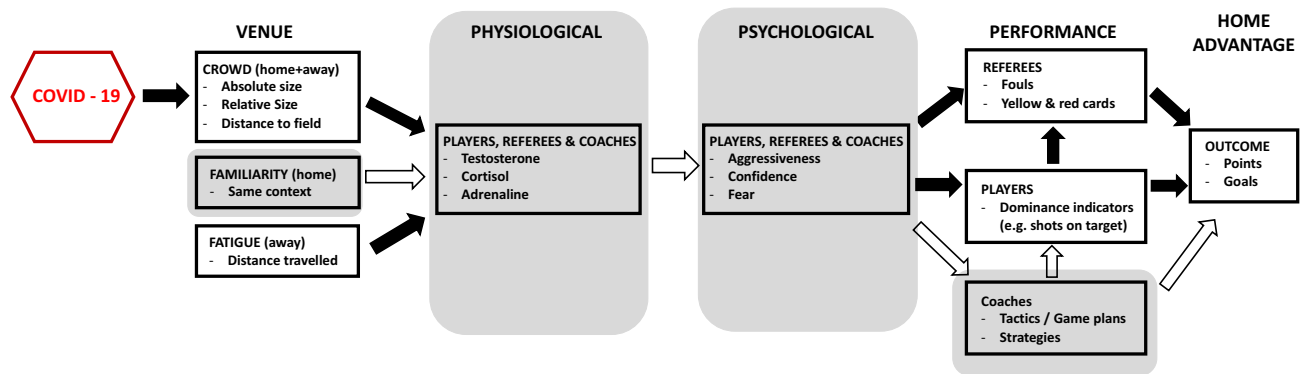 COVID - 19
VENUE
CROWD (home+away)
- Absolute size
- Relative Size
- Distance to field
FAMILIARITY (home)
- Same context
FATIGUE (away)
- Distance travelled
PHYSIOLOGICAL
PLAYERS, REFEREES & COACHES
- Testosterone
- Cortisol
- Adrenaline
PSYCHOLOGICAL
PLAYERS, REFEREES & COACHES
- Aggressiveness
- Confidence
- Fear
PERFORMANCE
REFEREES
- Fouls
- Yellow & red cards
PLAYERS
- Dominance indicators
(e.g. shots on target)
Coaches
- Tactics / Game plans
- Strategies
HOME
ADVANTAGE
OUTCOME
- Points
- Goals